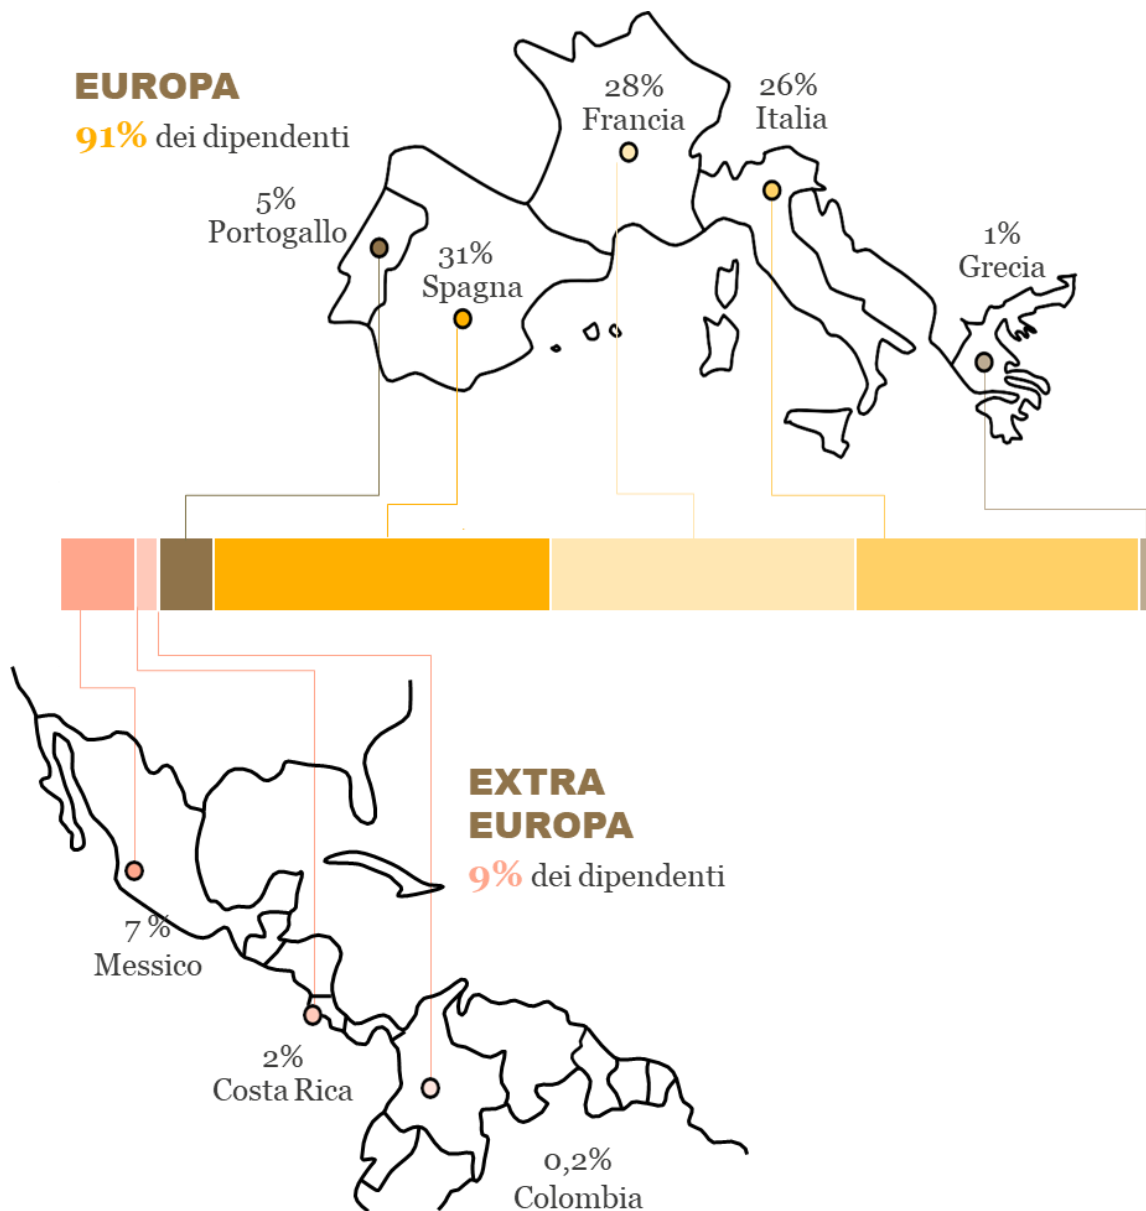 EUROPA
91% dei dipendenti
28%
Francia
26%
Italia
5%
Portogallo
31%
Spagna
1%
Grecia
EXTRA
EUROPA
9% dei dipendenti
7 %
Messico
2%
Costa Rica
0,2%
Colombia